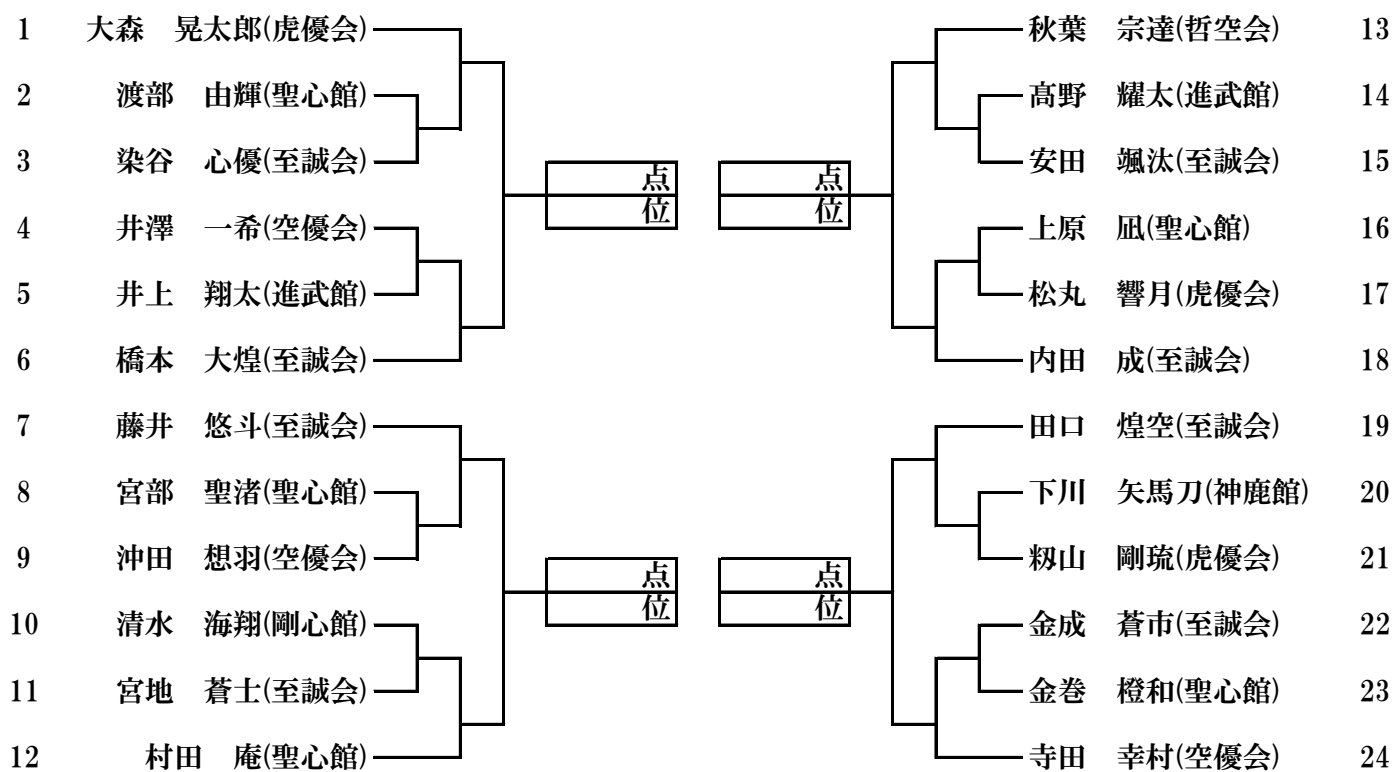 1 大森　晃太郎(虎優会)
2 渡部　由輝(聖心館)
3 染谷　心優(至誠会)
4 井澤　一希(空優会)
5 井上　翔太(進武館)
6 橋本　大煌(至誠会)
7 藤井　悠斗(至誠会)
8 宮部　聖渚(聖心館)
9 沖田　想羽(空優会)
10 清水　海翔(剛心館)
11 宮地　蒼士(至誠会)
12 村田　庵(聖心館)
点
位
点
位
点
位
点
位
秋葉　宗達(哲空会) 13
髙野　耀太(進武館) 14
安田　颯汰(至誠会) 15
上原　凪(聖心館) 16
松丸　響月(虎優会) 17
内田　成(至誠会) 18
田口　煌空(至誠会) 19
下川　矢馬刀(神鹿館) 20
籾山　剛琉(虎優会) 21
金成　蒼市(至誠会) 22
金巻　橙和(聖心館) 23
寺田　幸村(空優会) 24